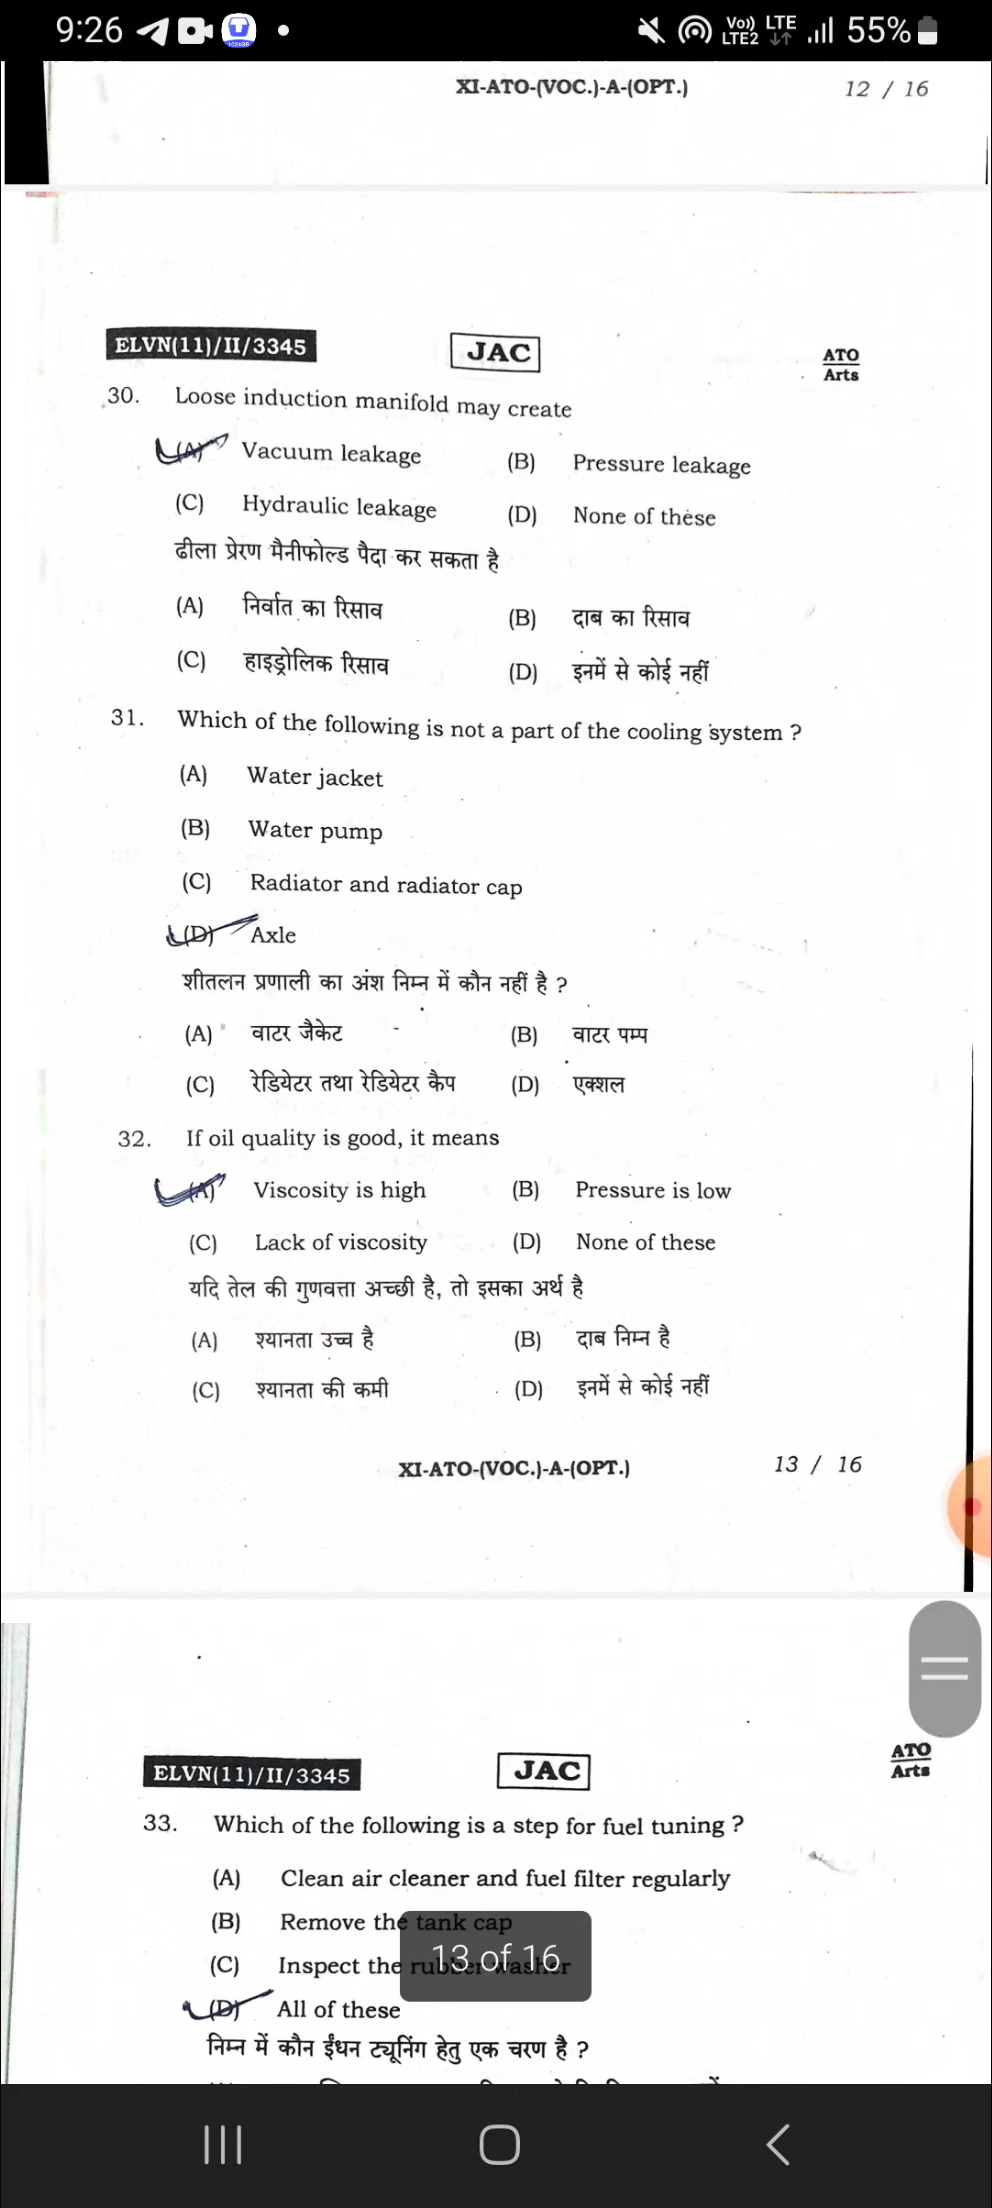 9:26
Vo)) LTE2 LTE 55%
XI-ATO-(VOC.)-A-(OPT.) 12 / 16
ELVN(11)/II/3345 JAC ATO Arts
30. Loose induction manifold may create
(A) Vacuum leakage (B) Pressure leakage
(C) Hydraulic leakage (D) None of these
ढीला प्रेरण मैनीफोल्ड पैदा कर सकता है
(A) निर्वात का रिसाव (B) दाब का रिसाव
(C) हाइड्रोलिक रिसाव (D) इनमें से कोई नहीं
31. Which of the following is not a part of the cooling system ?
(A) Water jacket
(B) Water pump
(C) Radiator and radiator cap
(D) Axle
शीतलन प्रणाली का अंश निम्न में कौन नहीं है ?
(A) वाटर जैकेट (B) वाटर पम्प
(C) रेडियेटर तथा रेडियेटर कैप (D) एक्शल
32. If oil quality is good, it means
(A) Viscosity is high (B) Pressure is low
(C) Lack of viscosity (D) None of these
यदि तेल की गुणवत्ता अच्छी है, तो इसका अर्थ है
(A) श्यानता उच्च है (B) दाब निम्न है
(C) श्यानता की कमी (D) इनमें से कोई नहीं
XI-ATO-(VOC.)-A-(OPT.) 13 / 16
ELVN(11)/II/3345 JAC ATO Arts
33. Which of the following is a step for fuel tuning ?
(A) Clean air cleaner and fuel filter regularly
(B) Remove the tank cap
13 of 16
(C) Inspect the rubber washer
(D) All of these
निम्न में कौन ईंधन ट्यूनिंग हेतु एक चरण है ?